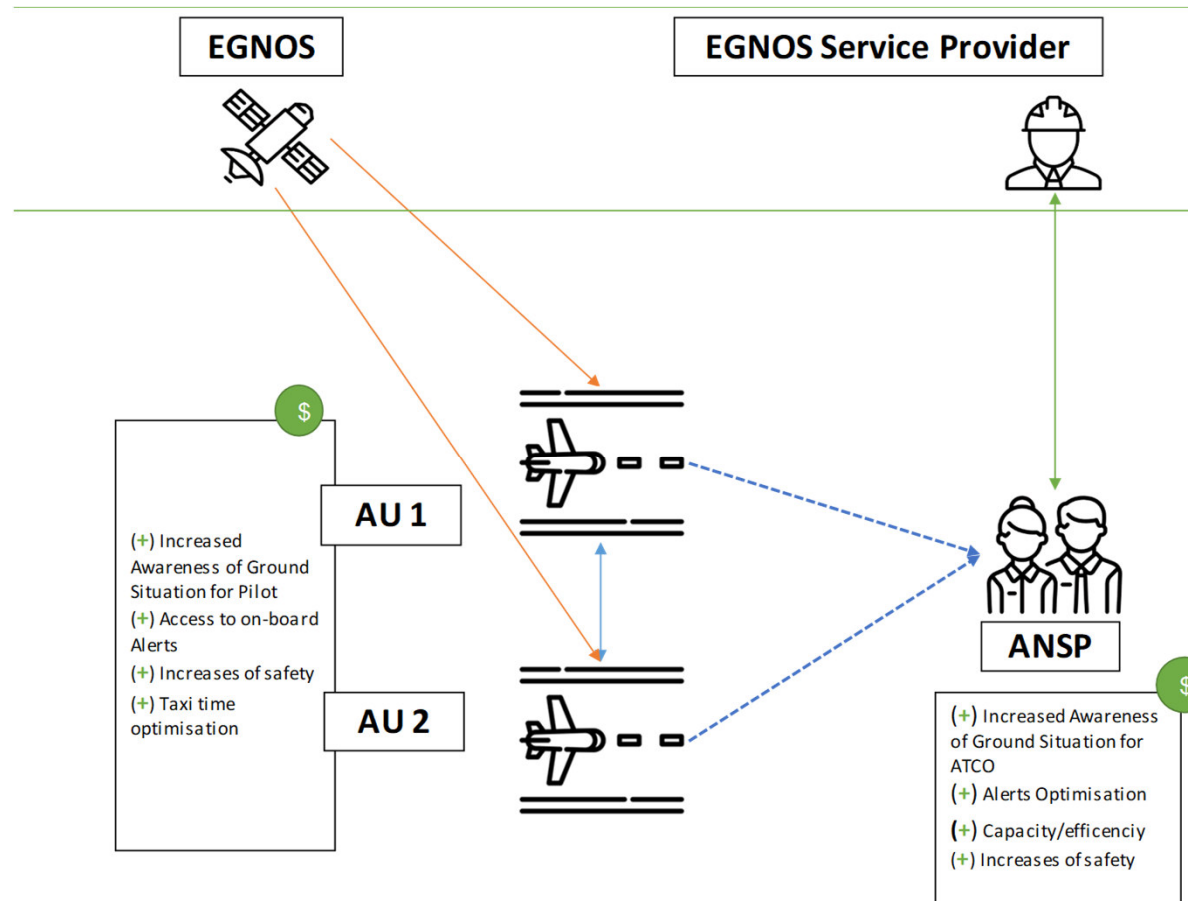 EGNOS
EGNOS Service Provider
$
AU 1
(+) Increased
Awareness of Ground
Situation for Pilot
(+) Access to on-board
Alerts
(+) Increases of safety
(+) Taxi time
optimisation
AU 2
ANSP
$
(+) Increased Awareness
of Ground Situation for
ATCO
(+) Alerts Optimisation
(+) Capacity/efficenciy
(+) Increases of safety